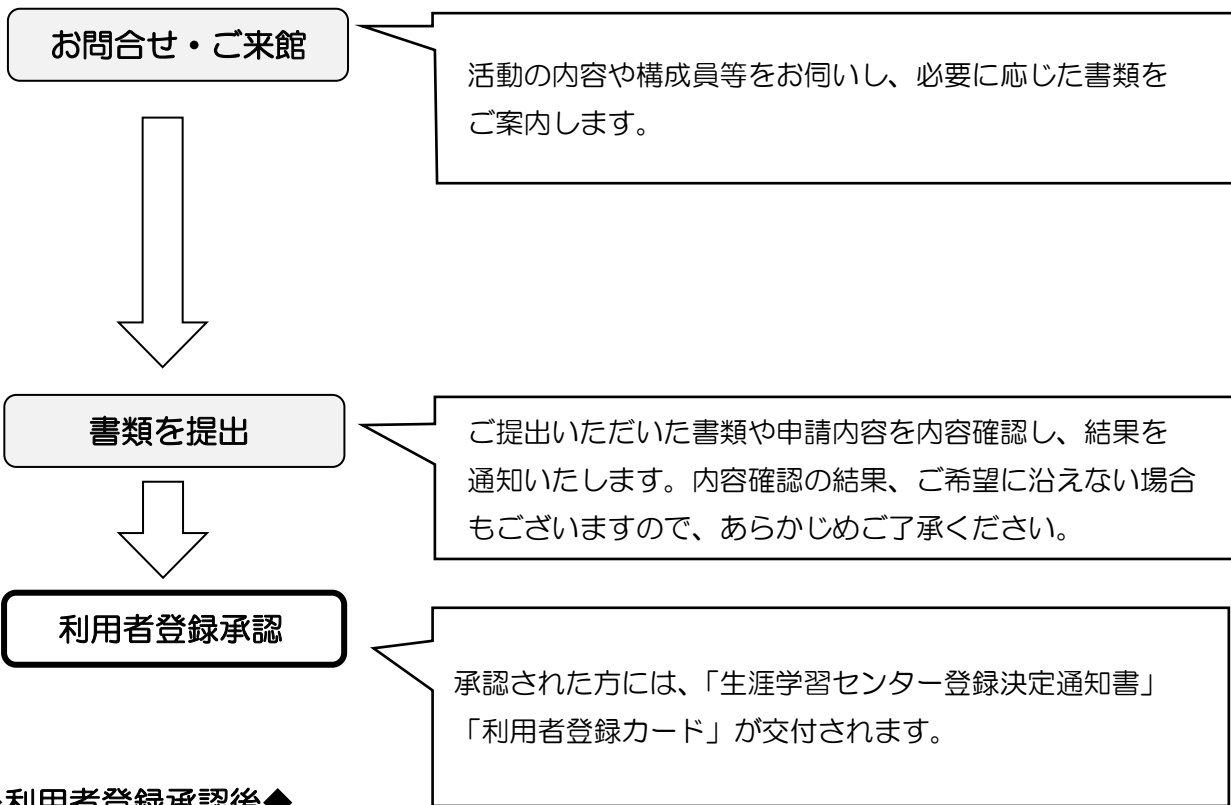 お問合せ・ご来館
活動の内容や構成員等をお伺いし、必要に応じた書類を
ご案内します。
書類を提出
ご提出いただいた書類や申請内容を内容確認し、結果を
通知いたします。内容確認の結果、ご希望に沿えない場合
もございますので、あらかじめご了承ください。
利用者登録承認
承認された方には、「生涯学習センター登録決定通知書」
「利用者登録カード」が交付されます。
◆利用者登録承認後◆